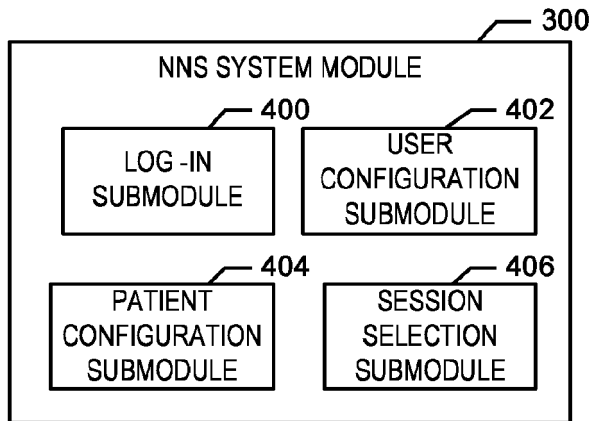 300
NNS SYSTEM MODULE
400
LOG -IN
SUBMODULE
402
USER
CONFIGURATION
SUBMODULE
404
PATIENT
CONFIGURATION
SUBMODULE
406
SESSION
SELECTION
SUBMODULE